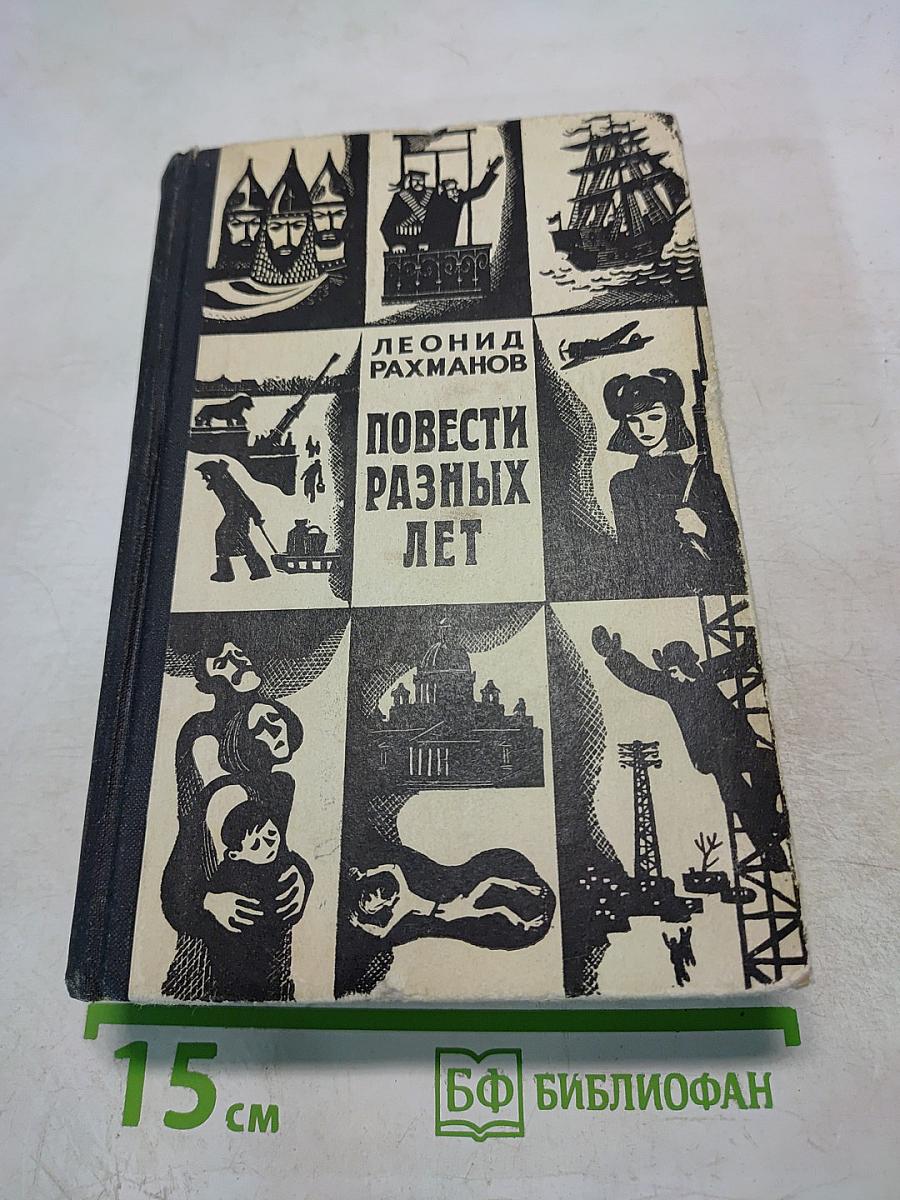 ЛЕОНИД
РАХМАНОВ
ПОВЕСТИ
РАЗНЫХ
ЛЕТ
15 см
БФ БИБЛИОФАН